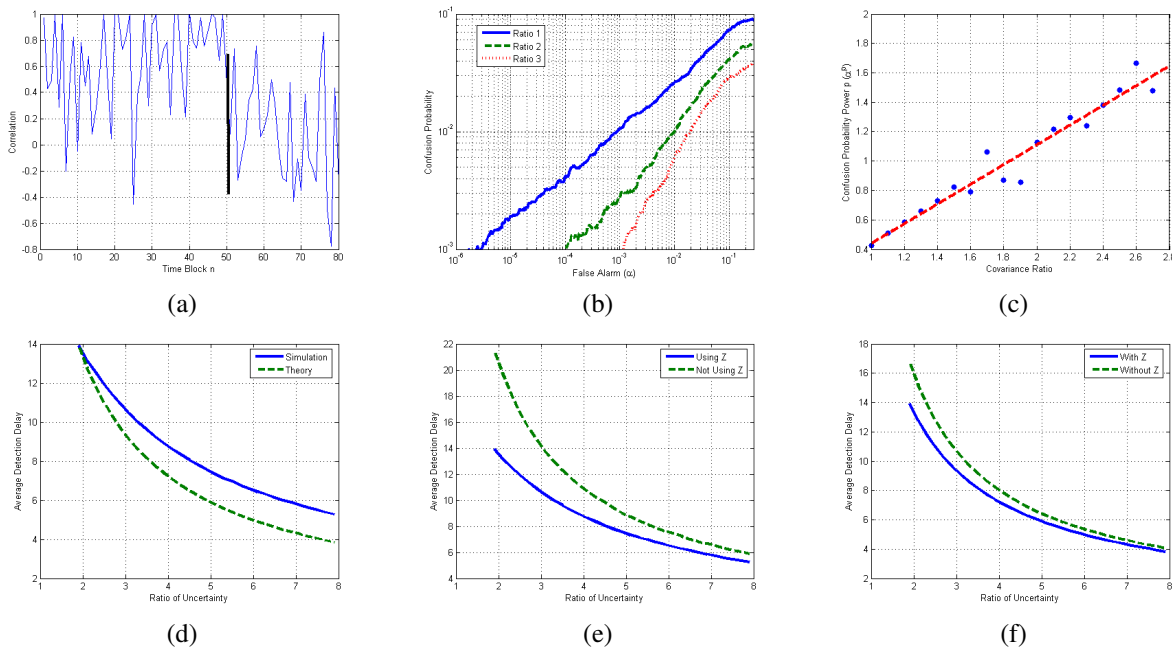 1
0.8
0.6
0.4
0.2
0
-0.2
-0.4
-0.6
-0.8
0 10 20 30 40 50 60 70 80
Correlation
Time Block n
(a)
10⁻¹
10⁻²
10⁻³
10⁻⁶ 10⁻⁵ 10⁻⁴ 10⁻³ 10⁻² 10⁻¹
Confusion Probability
False Alarm (α)
Ratio 1
Ratio 2
Ratio 3
(b)
2
1.8
1.6
1.4
1.2
1
0.8
0.6
0.4
1 1.2 1.4 1.6 1.8 2 2.2 2.4 2.6 2.8
Confusion Probability Power p (αᵖ)
Covariance Ratio
(c)
14
12
10
8
6
4
2
1 2 3 4 5 6 7 8
Average Detection Delay
Ratio of Uncertainty
Simulation
Theory
(d)
22
20
18
16
14
12
10
8
6
4
1 2 3 4 5 6 7 8
Average Detection Delay
Ratio of Uncertainty
Using Z
Not Using Z
(e)
18
16
14
12
10
8
6
4
2
1 2 3 4 5 6 7 8
Average Detection Delay
Ratio of Uncertainty
With Z
Without Z
(f)